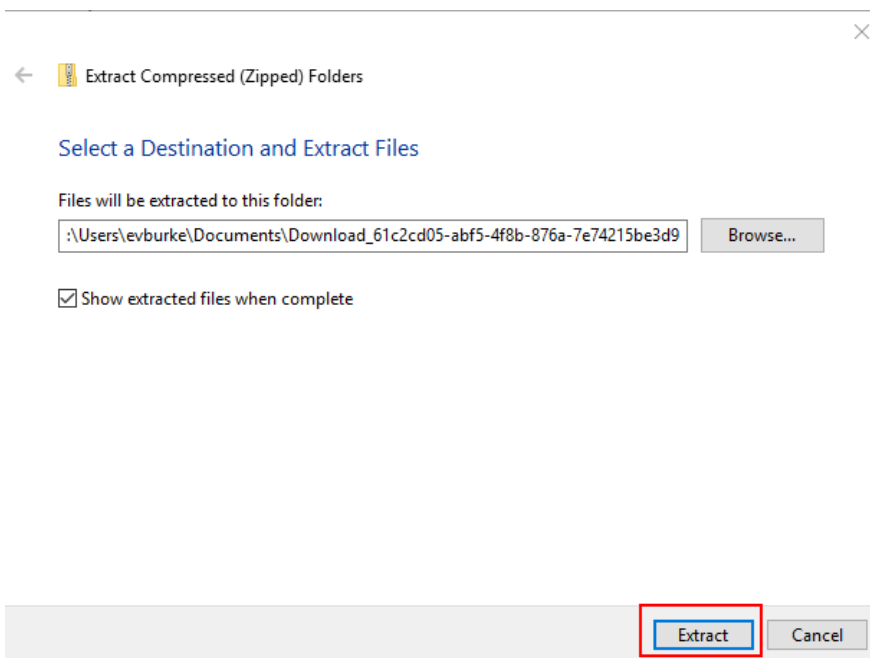 Extract Compressed (Zipped) Folders
Select a Destination and Extract Files
Files will be extracted to this folder:
:\Users\evburke\Documents\Download_61c2cd05-abf5-4f8b-876a-7e74215be3d9
Browse...
Show extracted files when complete
Extract
Cancel